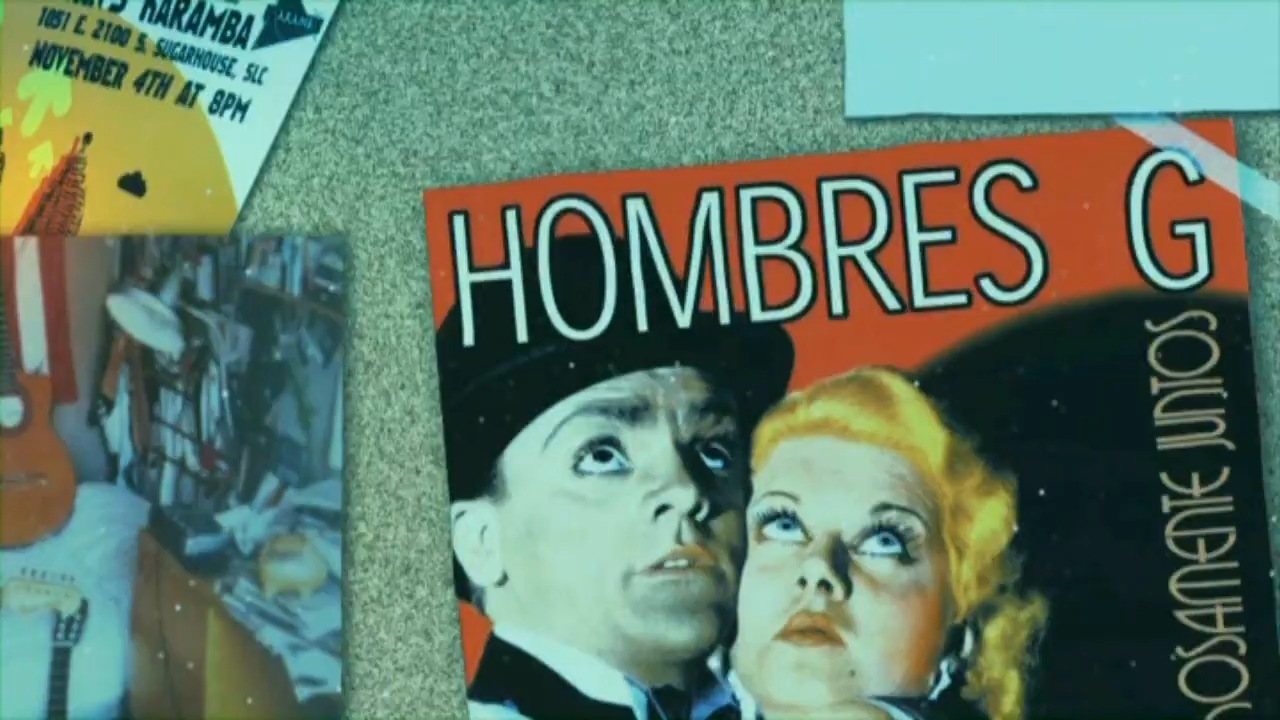 KARAMBA
1051 E. 2100 S. SUGARHOUSE, SLC
NOVEMBER 4TH AT 8PM
HOMBRES G
JUNTOS